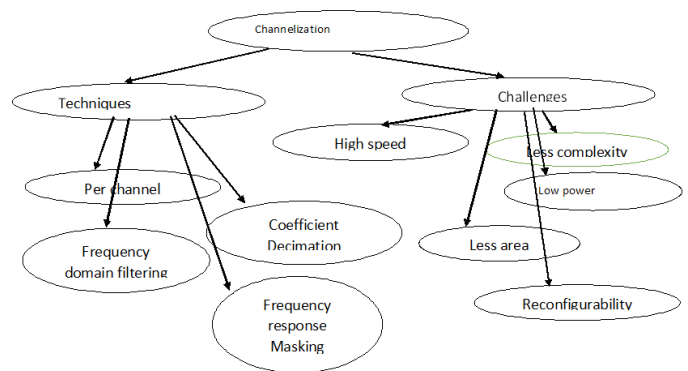 Channelization
Techniques
Challenges
High speed
Less complexity
Per channel
Low power
Coefficient
Decimation
Frequency
domain filtering
Less area
Frequency
response
Masking
Reconfigurability